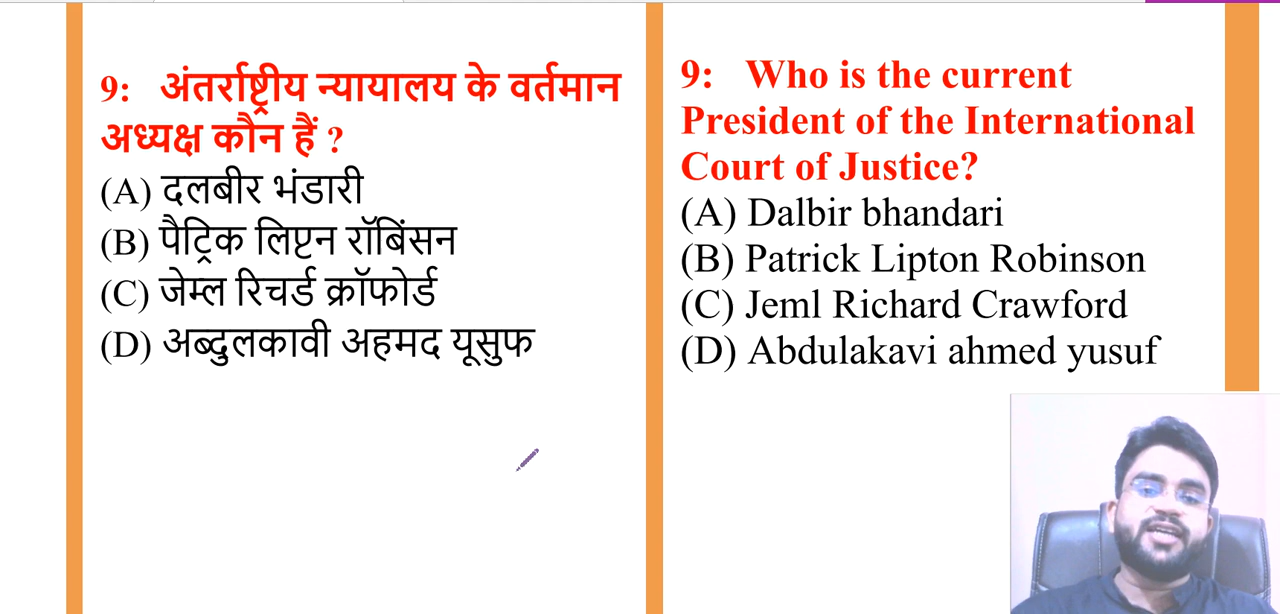 9: अंतर्राष्ट्रीय न्यायालय के वर्तमान
अध्यक्ष कौन हैं ?
(A) दलबीर भंडारी
(B) पैट्रिक लिप्टन रॉबिंसन
(C) जेम्ल रिचर्ड क्रॉफोर्ड
(D) अब्दुलकावी अहमद यूसुफ
9: Who is the current
President of the International
Court of Justice?
(A) Dalbir bhandari
(B) Patrick Lipton Robinson
(C) Jeml Richard Crawford
(D) Abdulakavi ahmed yusuf